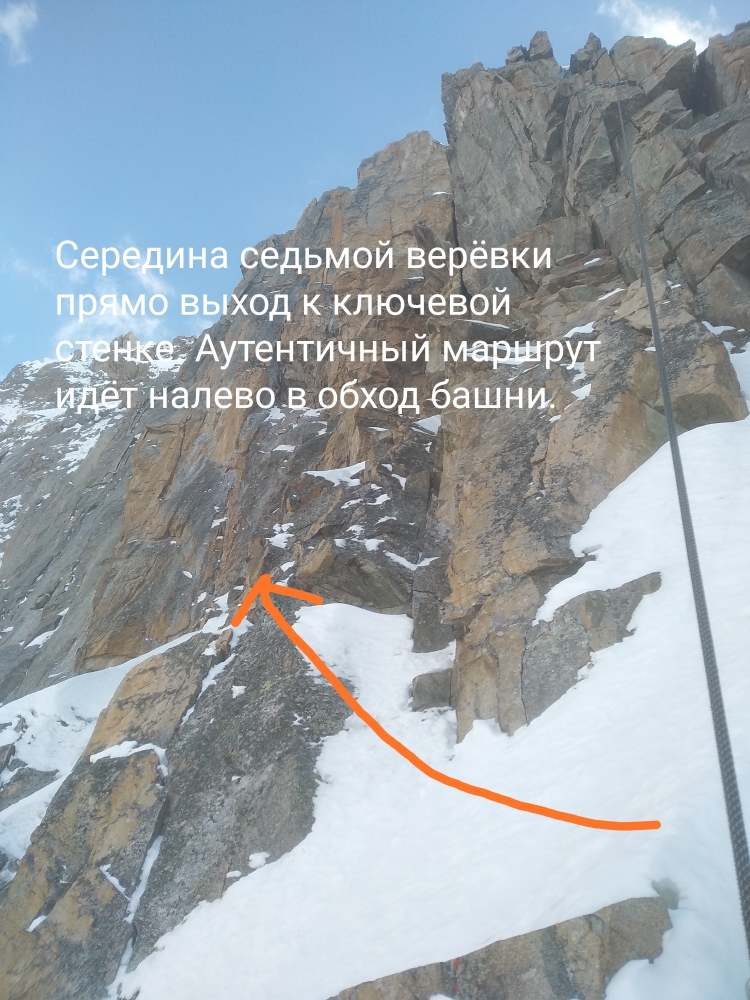 Середина седьмой верёвки
прямо выход к ключевой
стенке. Аутентичный маршрут
идёт налево в обход башни.